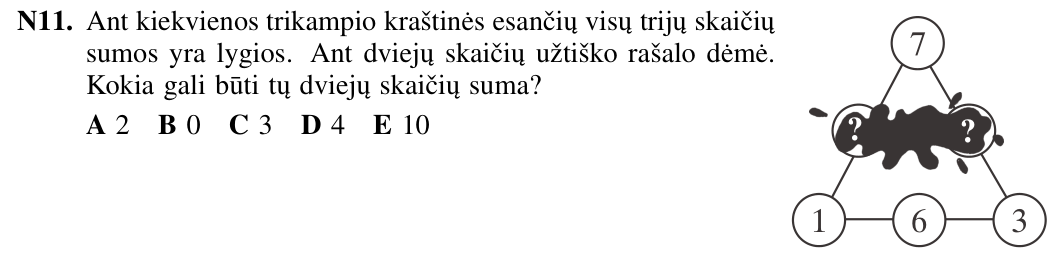 N11. Ant kiekvienos trikampio kraštinės esančių visų trijų skaičių
sumos yra lygios. Ant dviejų skaičių užtiško rašalo dėmė.
Kokia gali būti tų dviejų skaičių suma?
A 2 B 0 C 3 D 4 E 10
7
? ?
1 6 3